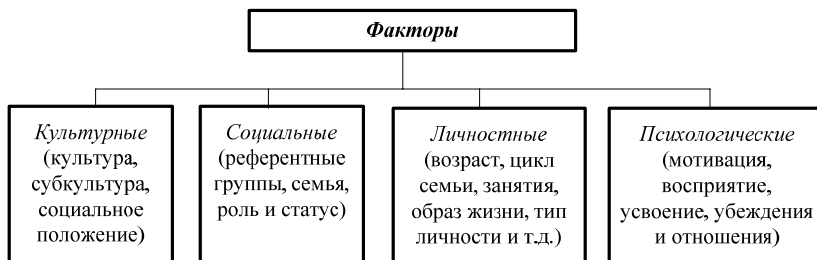 Факторы
Культурные
(культура,
субкультура,
социальное
положение)
Социальные
(референтные
группы, семья,
роль и статус)
Личностные
(возраст, цикл
семьи, занятия,
образ жизни, тип
личности и т.д.)
Психологические
(мотивация,
восприятие,
усвоение, убеждения
и отношения)